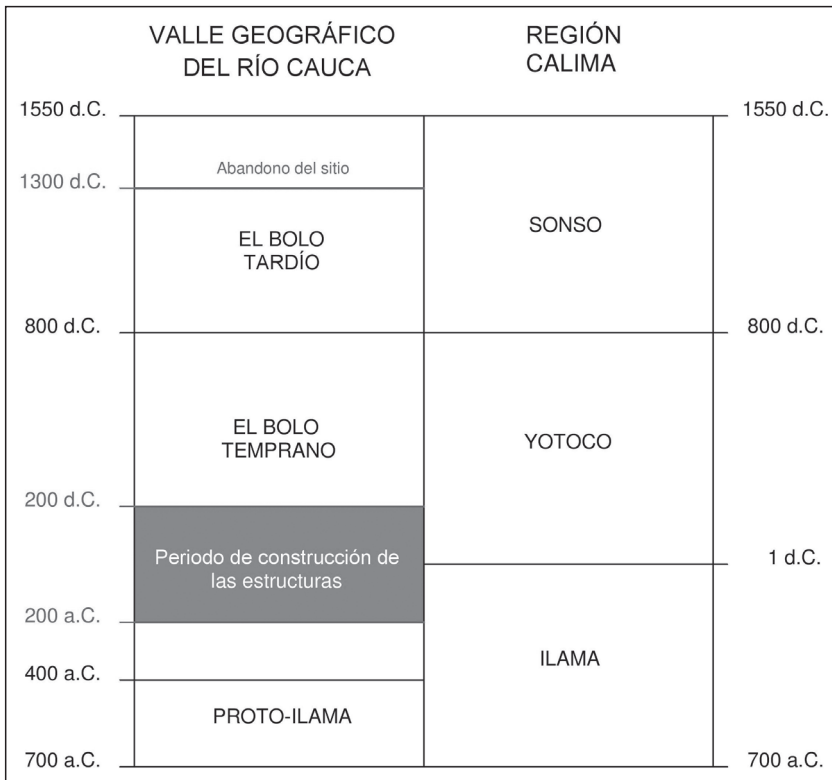 VALLE GEOGRÁFICO
DEL RÍO CAUCA
REGIÓN
CALIMA
1550 d.C.
1550 d.C.
Abandono del sitio
1300 d.C.
EL BOLO
TARDÍO
SONSO
800 d.C.
800 d.C.
EL BOLO
TEMPRANO
YOTOCO
200 d.C.
Periodo de construcción de
las estructuras
1 d.C.
200 a.C.
ILAMA
400 a.C.
PROTO-ILAMA
700 a.C.
700 a.C.